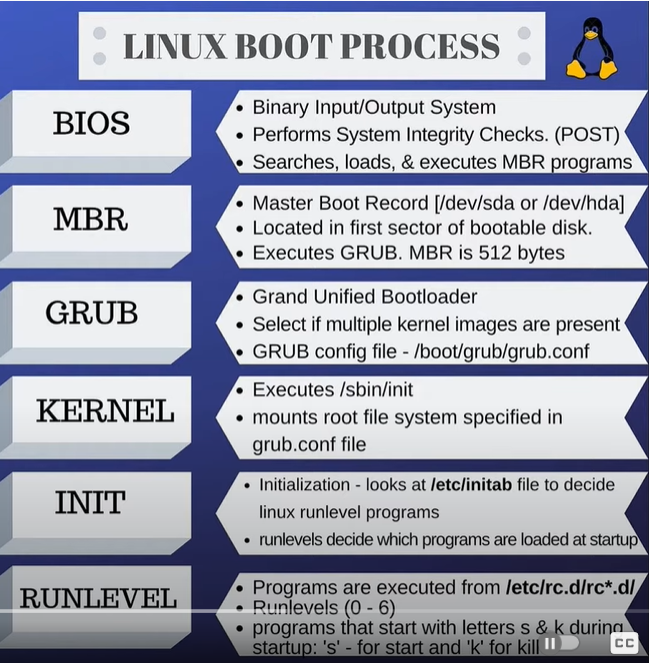 LINUX BOOT PROCESS
BIOS
• Binary Input/Output System
• Performs System Integrity Checks. (POST)
• Searches, loads, & executes MBR programs
MBR
• Master Boot Record [/dev/sda or /dev/hda]
• Located in first sector of bootable disk.
• Executes GRUB. MBR is 512 bytes
GRUB
• Grand Unified Bootloader
• Select if multiple kernel images are present
• GRUB config file - /boot/grub/grub.conf
KERNEL
• Executes /sbin/init
• mounts root file system specified in
grub.conf file
INIT
• Initialization - looks at /etc/initab file to decide
linux runlevel programs
• runlevels decide which programs are loaded at startup
RUNLEVEL
• Programs are executed from /etc/rc.d/rc*.d/
• Runlevels (0 - 6)
• programs that start with letters s & k during
startup: 's' - for start and 'k' for kill
CC